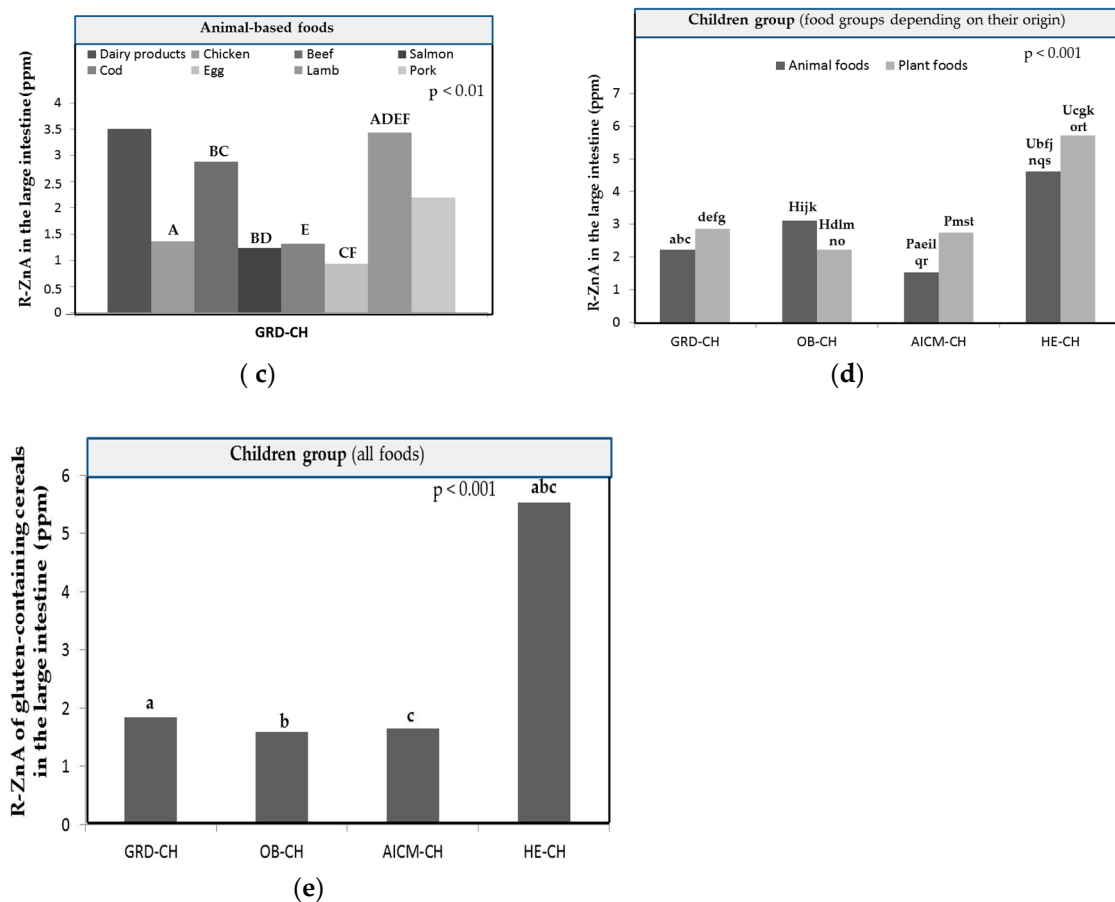 Animal-based foods
Dairy products Chicken Beef Salmon
Cod Egg Lamb Pork
p < 0.01
R-ZnA in the large intestine (ppm)
4
3.5
3
2.5
2
1.5
1
0.5
0
A
BC
BD
E
CF
ADEF
GRD-CH
( c)
Children group (food groups depending on their origin)
p < 0.001
Animal foods Plant foods
R-ZnA in the large intestine (ppm)
7
6
5
4
3
2
1
0
abc
defg
Hijk
Hdlm
no
Paeil
qr
Pmst
Ubfj
nqs
Ucgk
ort
GRD-CH OB-CH AICM-CH HE-CH
(d)
Children group (all foods)
p < 0.001
R-ZnA of gluten-containing cereals
in the large intestine (ppm)
6
5
4
3
2
1
0
a
b
c
abc
GRD-CH OB-CH AICM-CH HE-CH
(e)